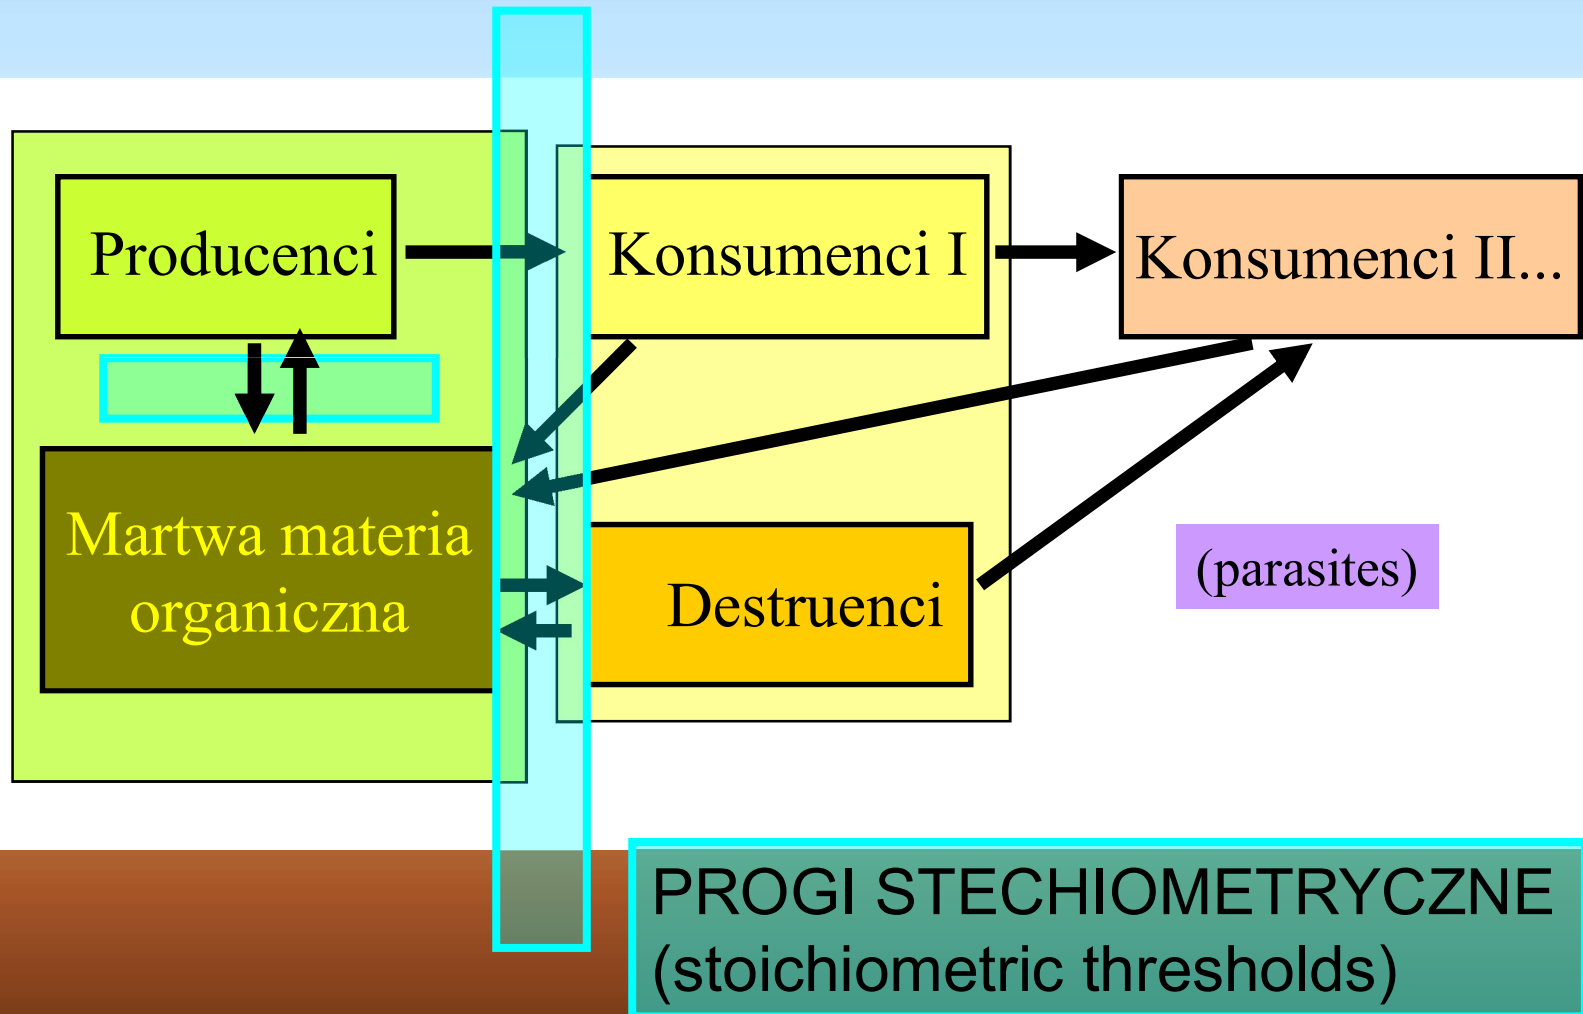 Producenci
Konsumenci I
Konsumenci II...
Martwa materia
organiczna
Destruenci
(parasites)
PROGI STECHIOMETRYCZNE
(stoichiometric thresholds)